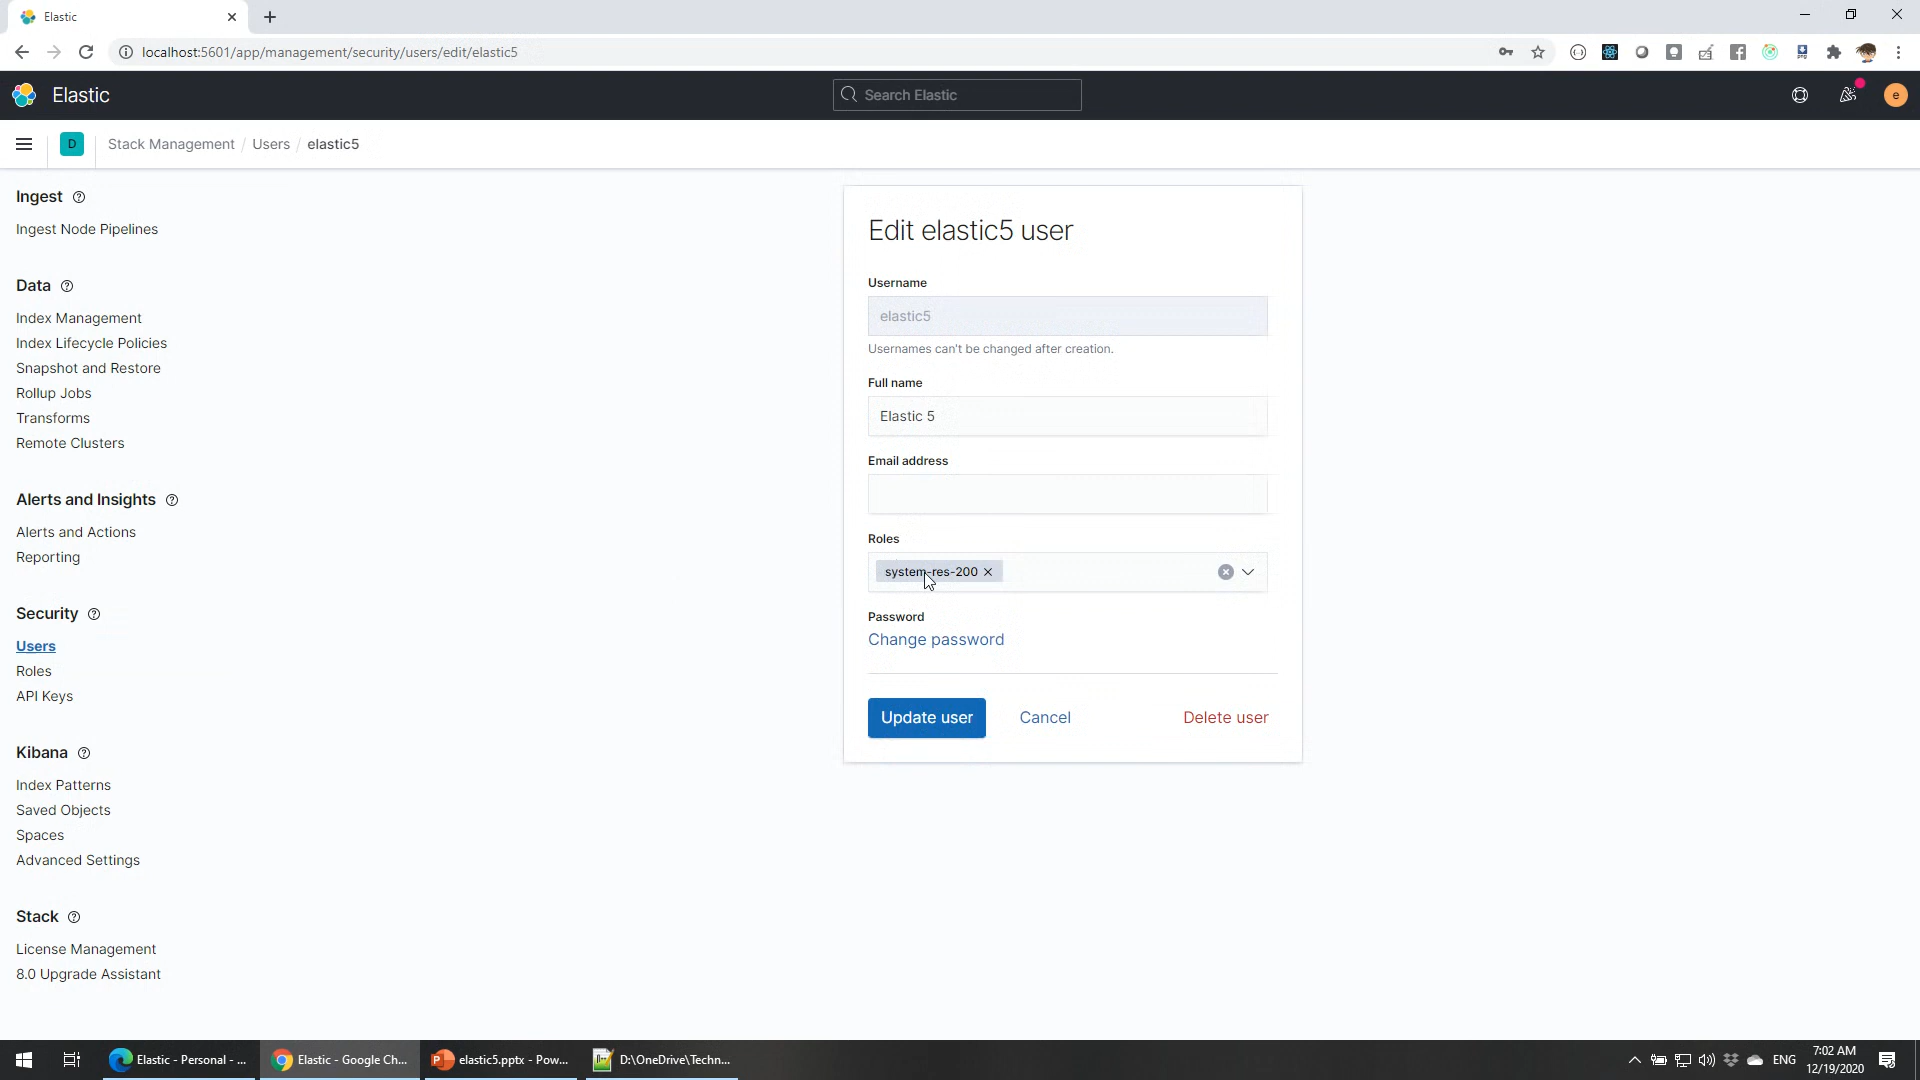 Elastic
localhost:5601/app/management/security/users/edit/elastic5
Elastic
Search Elastic
e
D
Stack Management / Users / elastic5
Ingest
Ingest Node Pipelines
Data
Index Management
Index Lifecycle Policies
Snapshot and Restore
Rollup Jobs
Transforms
Remote Clusters
Alerts and Insights
Alerts and Actions
Reporting
Security
Users
Roles
API Keys
Kibana
Index Patterns
Saved Objects
Spaces
Advanced Settings
Stack
License Management
8.0 Upgrade Assistant
Edit elastic5 user
Username
elastic5
Usernames can't be changed after creation.
Full name
Elastic 5
Email address
Roles
system-res-200
Password
Change password
Update user
Cancel
Delete user
Elastic - Personal - ...
Elastic - Google Ch...
elastic5.pptx - Pow...
D:\OneDrive\Techn...
ENG
7:02 AM
12/19/2020